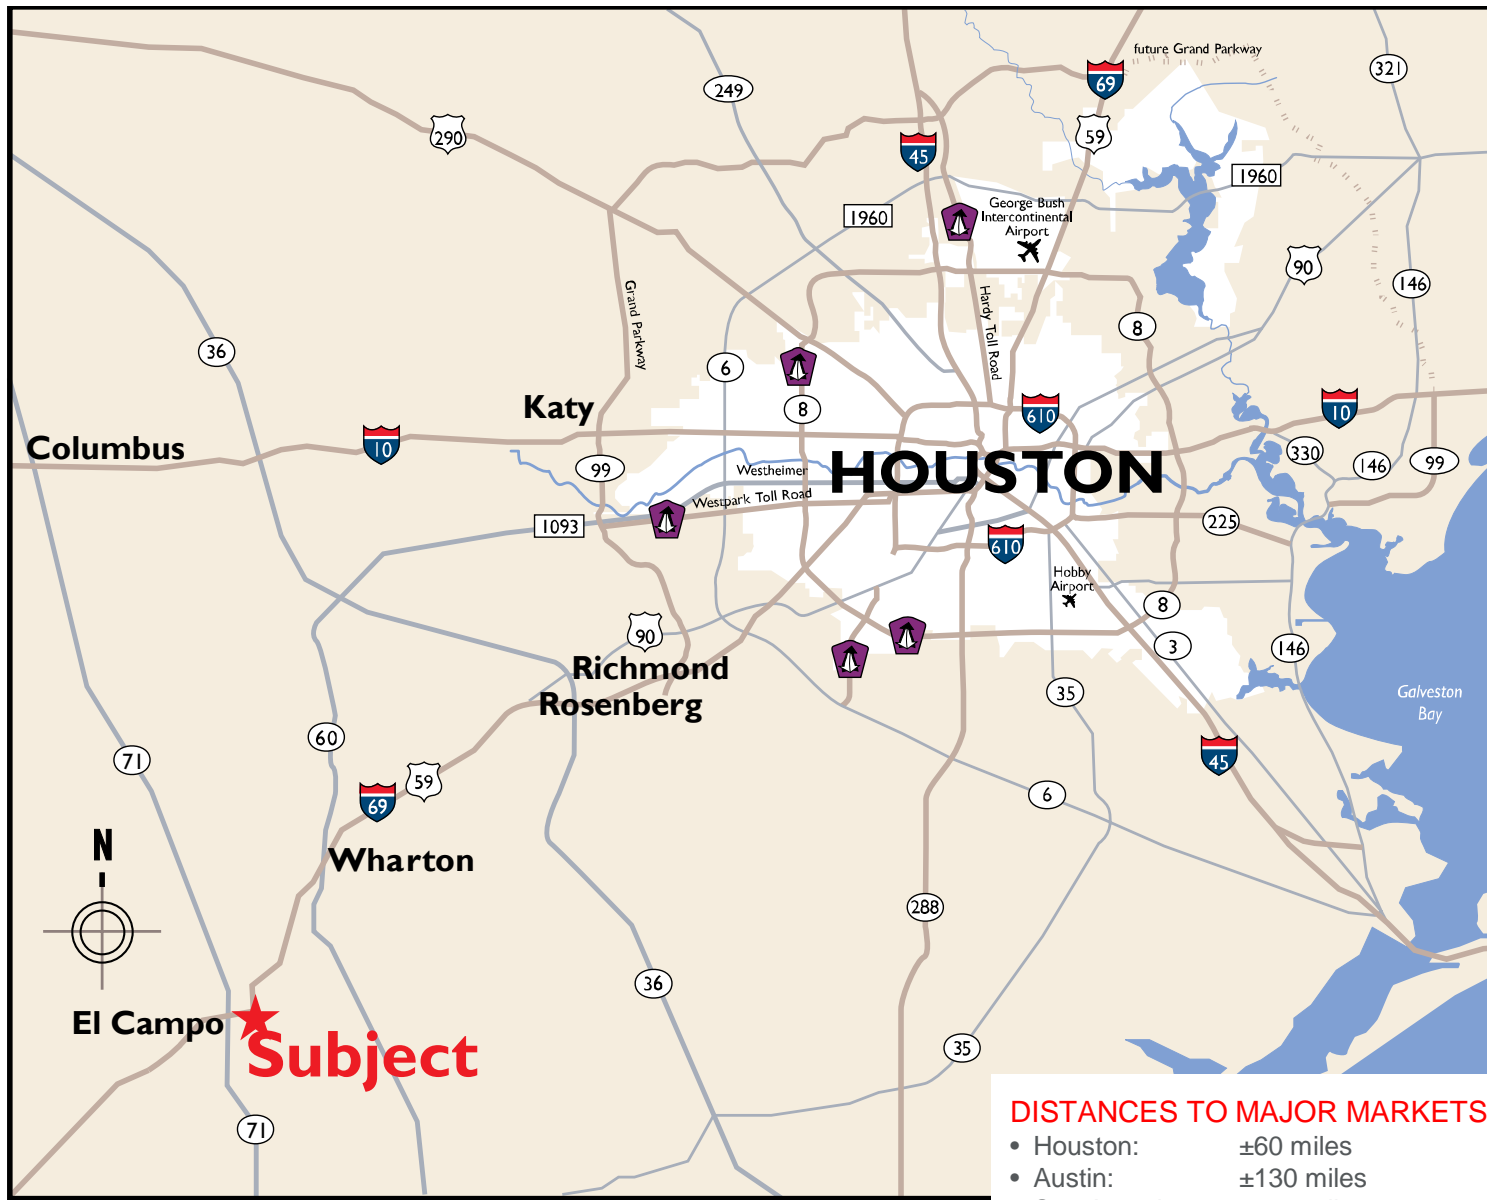 future Grand Parkway
321
69
249
59
290
45
1960
1960
George Bush
Intercontinental
Airport
90
146
Grand Parkway
Hardy Toll Road
8
36
6
Katy
8
610
10
Columbus
10
99
Westheimer
HOUSTON
330
146
99
Westpark Toll Road
1093
225
610
Hobby
Airport
8
90
3
146
Richmond
Rosenberg
35
Galveston
Bay
60
71
45
59
69
6
N
Wharton
288
36
El Campo
Subject
35
71
DISTANCES TO MAJOR MARKETS
• Houston: ±60 miles
• Austin: ±130 miles